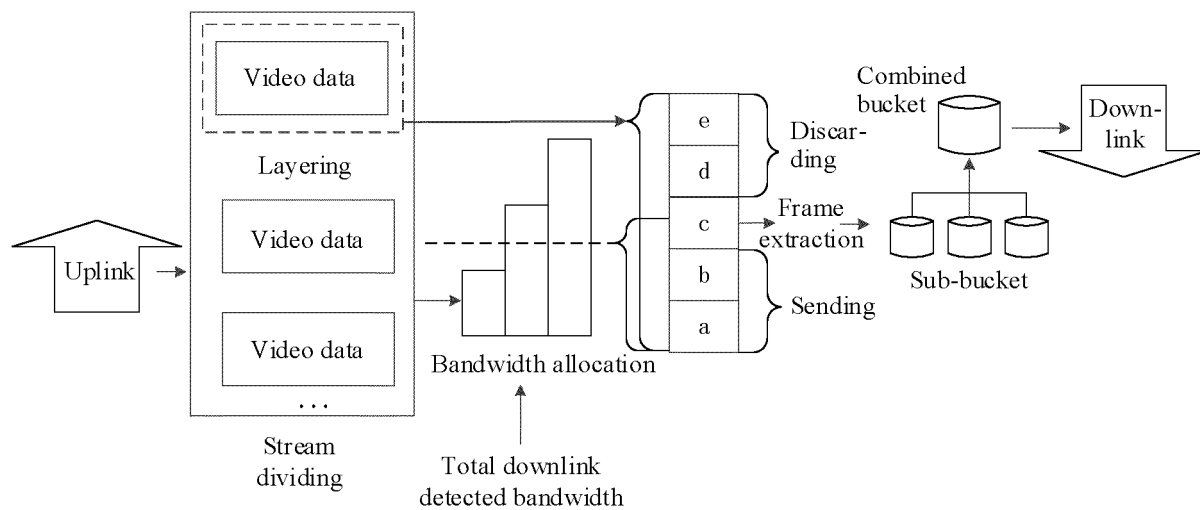 Video data
Layering
Video data
Uplink
Video data
...
Stream
dividing
Bandwidth allocation
Total downlink
detected bandwidth
e
d
c
b
a
Discar-
ding
Frame
extraction
Sending
Combined
bucket
Sub-bucket
Down-
link